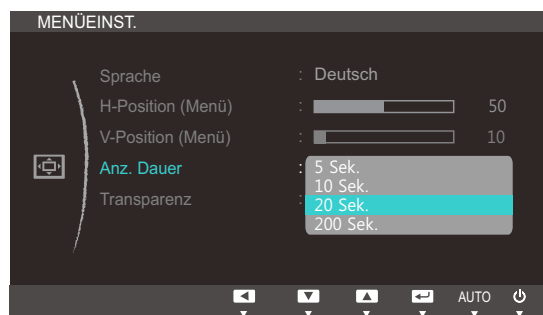 MENÜEINST.
Sprache : Deutsch
H-Position (Menü) : 50
V-Position (Menü) : 10
Anz. Dauer : 5 Sek.
10 Sek.
Transparenz : 20 Sek.
200 Sek.
AUTO